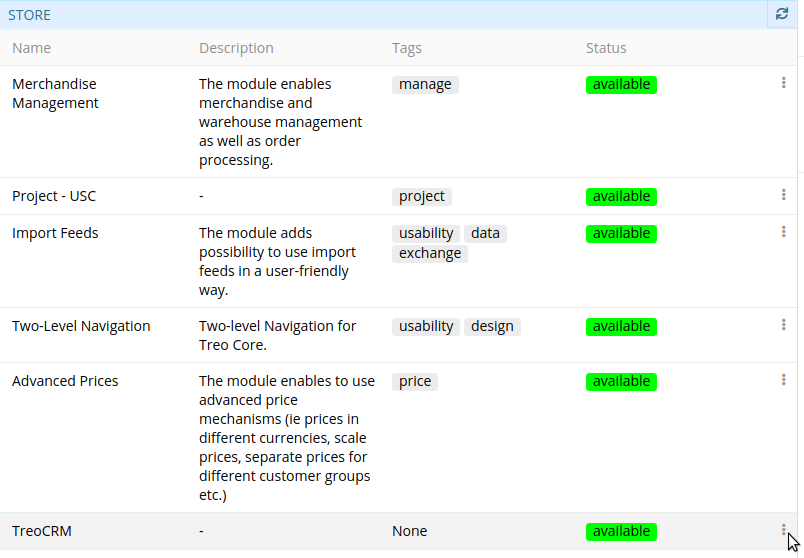 STORE
Name Description Tags Status
Merchandise Management The module enables merchandise and warehouse management as well as order processing. manage available
Project - USC - project available
Import Feeds The module adds possibility to use import feeds in a user-friendly way. usability data exchange available
Two-Level Navigation Two-level Navigation for Treo Core. usability design available
Advanced Prices The module enables to use advanced price mechanisms (ie prices in different currencies, scale prices, separate prices for different customer groups etc.) price available
TreoCRM - None available